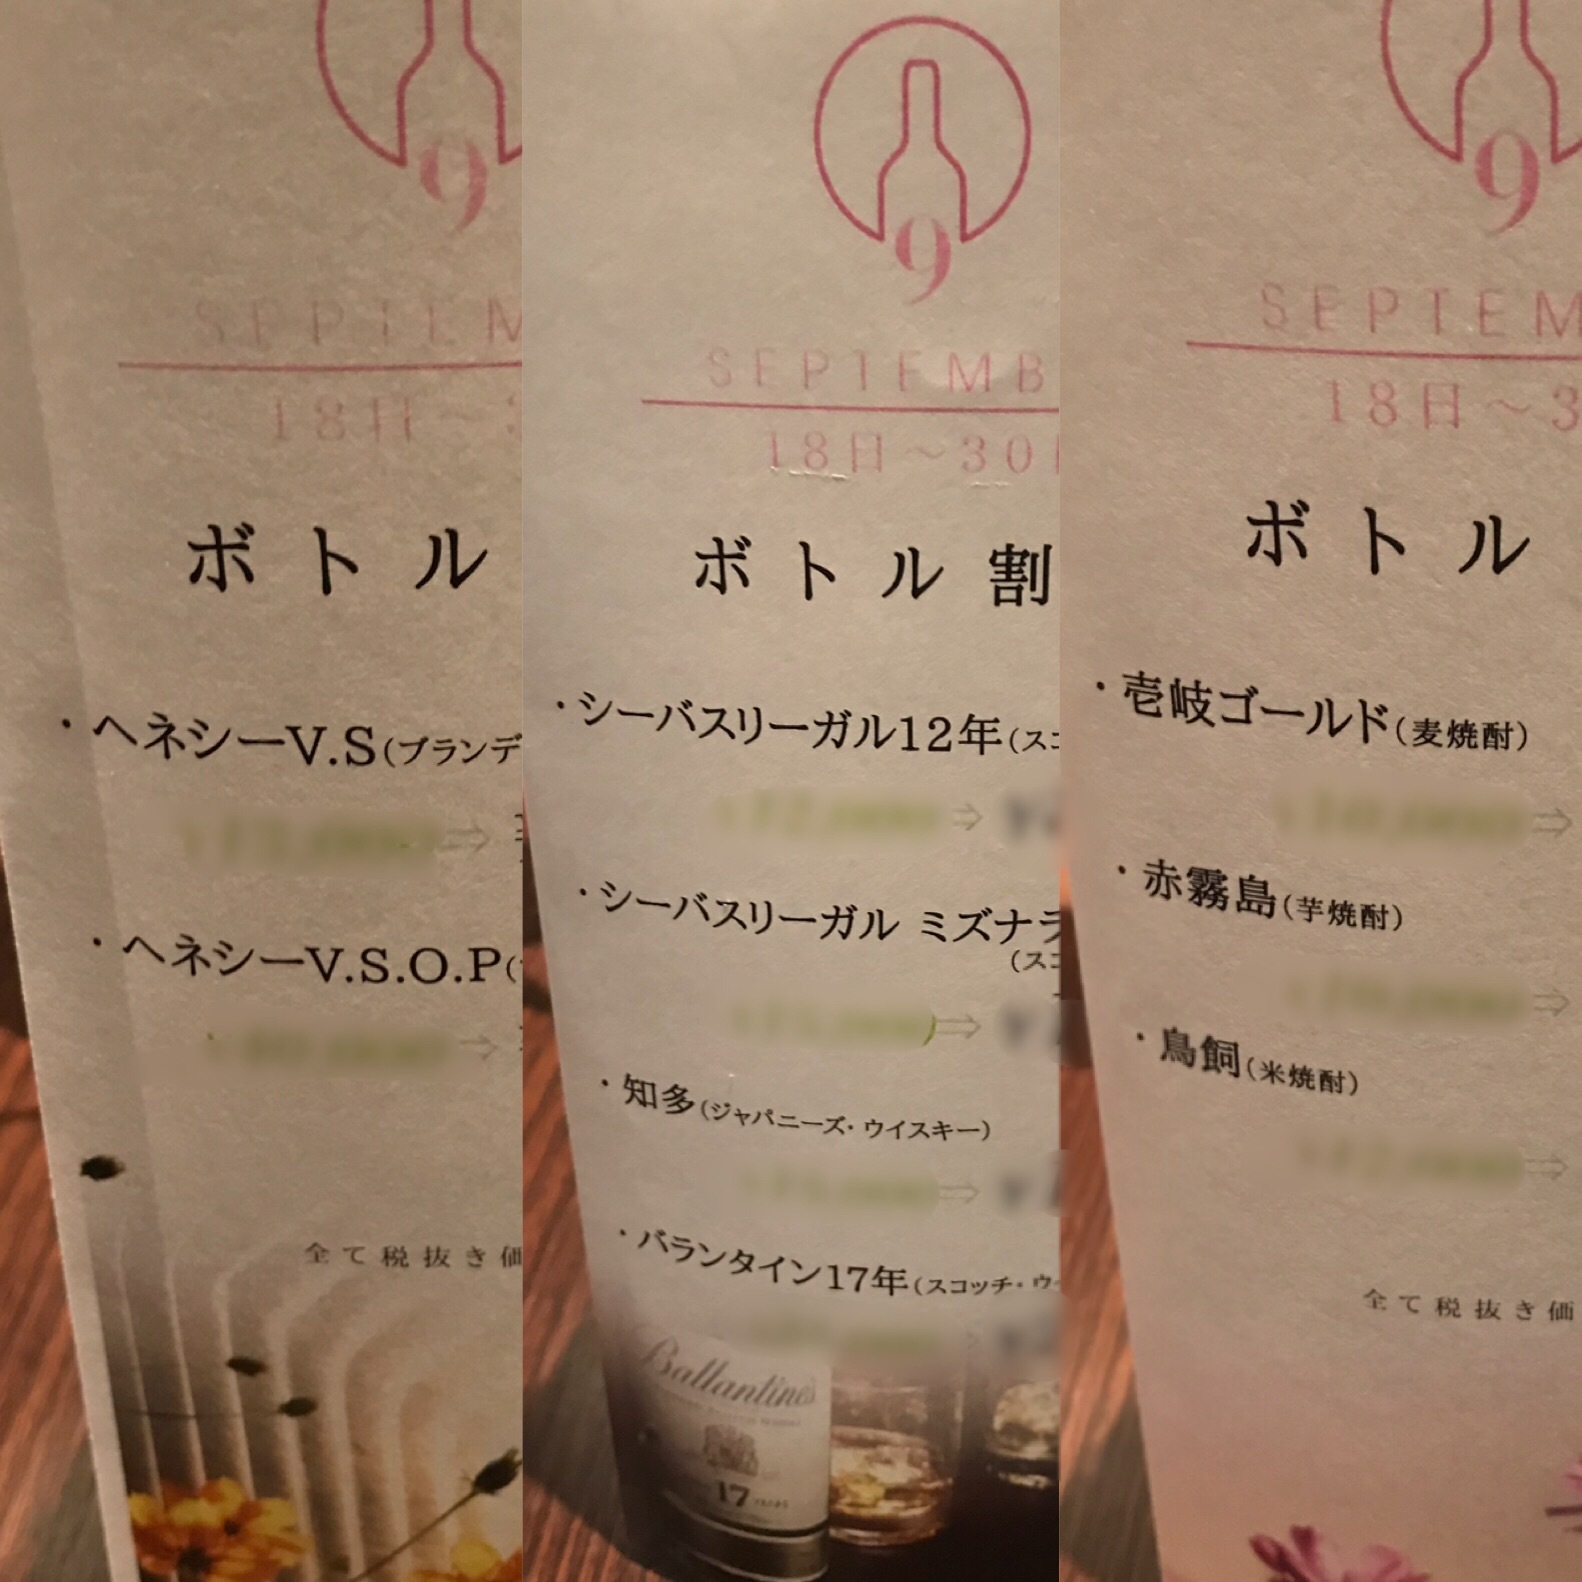 9
SEPTEM
18日～3
ボトル
・ヘネシーV.S(ブランデ
⇒
・ヘネシーV.S.O.P(
⇒
全て税抜き価
9
SEPTEMB
18日～30
ボトル割
・シーバスリーガル12年(スコ
⇒ ¥
・シーバスリーガル ミズナラ
(スコ
⇒ ¥
・知多(ジャパニーズ・ウイスキー)
⇒ ¥
・バランタイン17年(スコッチ・ウ
Ballantine's
17 YEARS
9
SEPTEM
18日～3
ボトル
・壱岐ゴールド(麦焼酎)
⇒
・赤霧島(芋焼酎)
⇒
・鳥飼(米焼酎)
⇒
全て税抜き価